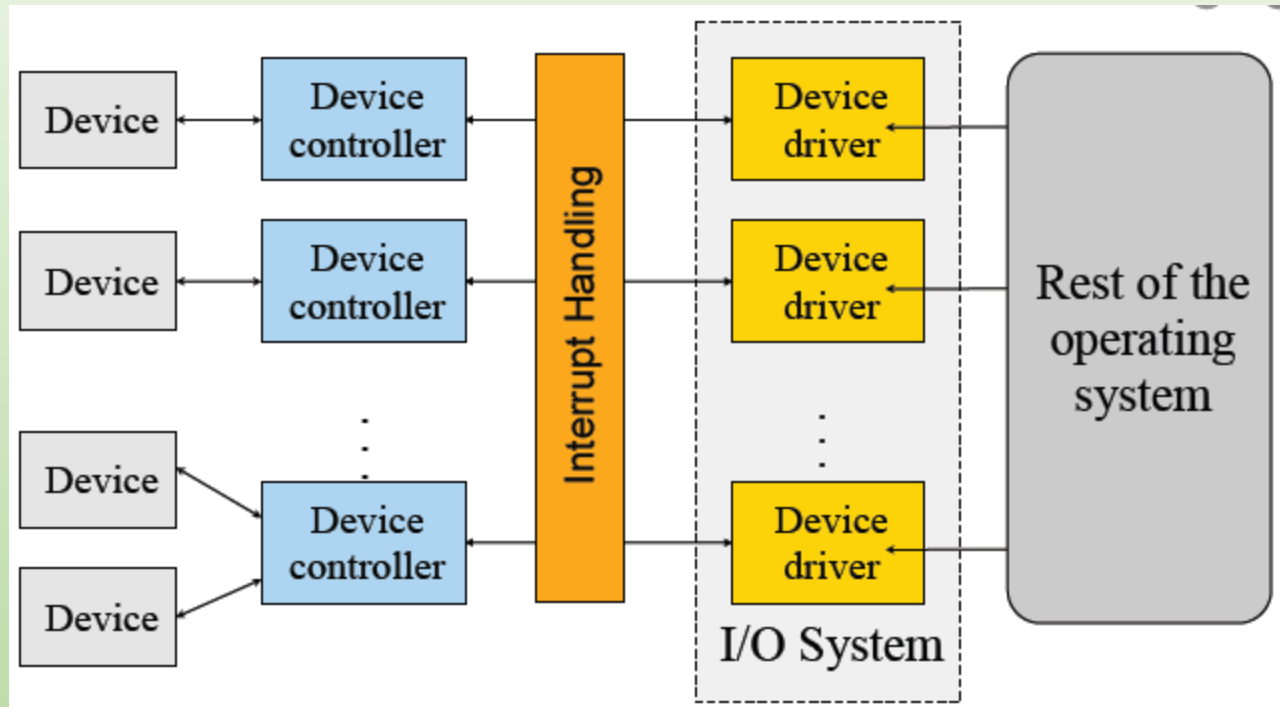 Device
Device
controller
Device
driver
Device
Device
controller
Device
driver
Interrupt Handling
Rest of the
operating
system
Device
Device
controller
Device
driver
Device
I/O System